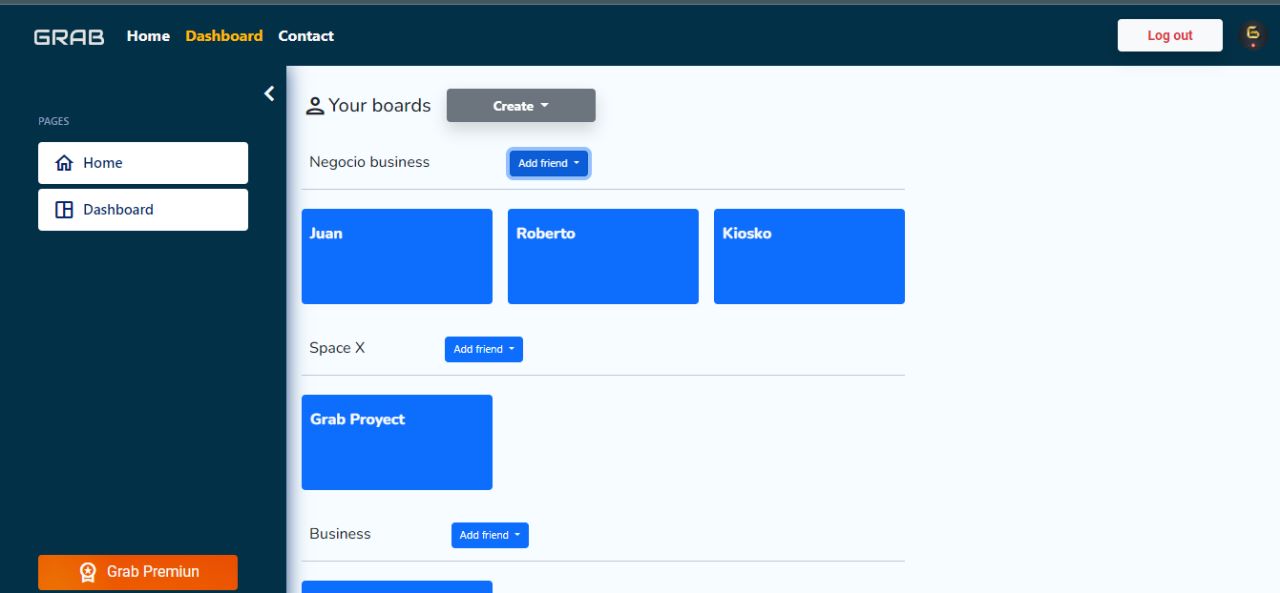 GRAB Home Dashboard Contact Log out
PAGES
Home
Dashboard
Grab Premiun
Your boards Create
Negocio business Add friend
Juan Roberto Kiosko
Space X Add friend
Grab Proyect
Business Add friend